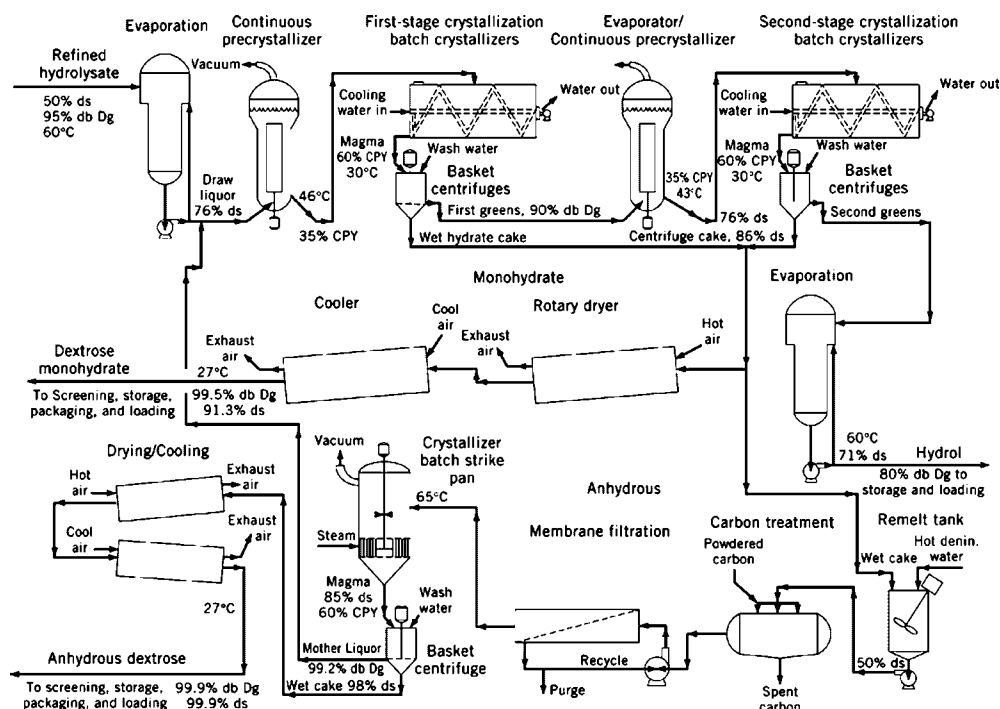 Evaporation
Continuous
precrystallizer
First-stage crystallization
batch crystallizers
Evaporator/
Continuous precrystallizer
Second-stage crystallization
batch crystallizers
Refined
hydrolysate
50% ds
95% db Dg
60°C
Vacuum
Cooling
water in
Water out
Magma
60% CPY
30°C
Wash water
Basket
centrifuges
Draw
liquor
76% ds
46°C
35% CPY
First greens, 90% db Dg
Wet hydrate cake
35% CPY
43°C
76% ds
Cooling
water in
Water out
Magma
60% CPY
30°C
Wash water
Basket
centrifuges
Second greens
Centrifuge cake, 86% ds
Evaporation
Monohydrate
Cooler
Rotary dryer
Cool
air
Exhaust
air
Hot
air
Exhaust
air
Dextrose
monohydrate
27°C
To Screening, storage,
packaging, and loading
99.5% db Dg
91.3% ds
60°C
71% ds
Hydrol
80% db Dg to
storage and loading
Drying/Cooling
Hot
air
Exhaust
air
Cool
air
Exhaust
air
27°C
Vacuum
Crystallizer
batch strike
pan
65°C
Steam
Magma
85% ds
60% CPY
Wash
water
Basket
centrifuge
Mother Liquor
99.2% db Dg
Wet cake 98% ds
Anhydrous
Membrane filtration
Recycle
Purge
Carbon treatment
Powdered
carbon
Spent
carbon
Remelt tank
Hot denin.
water
Wet cake
50% ds
Anhydrous dextrose
To screening, storage,
packaging, and loading
99.9% db Dg
99.9% ds